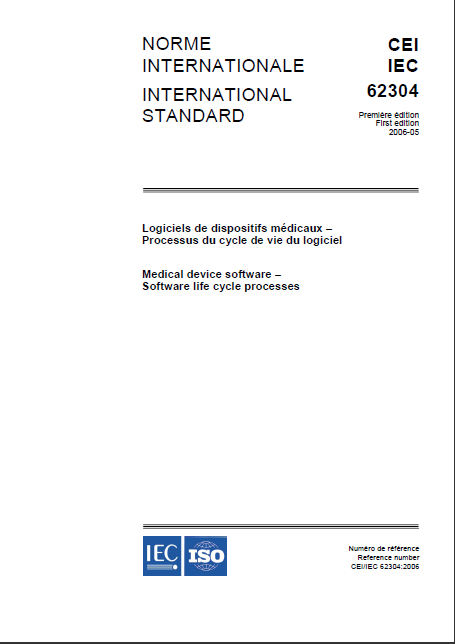 NORME
INTERNATIONALE
INTERNATIONAL
STANDARD
CEI
IEC
62304
Première édition
First edition
2006-05
Logiciels de dispositifs médicaux –
Processus du cycle de vie du logiciel
Medical device software –
Software life cycle processes
IEC
ISO
Numéro de référence
Reference number
CEI/IEC 62304:2006